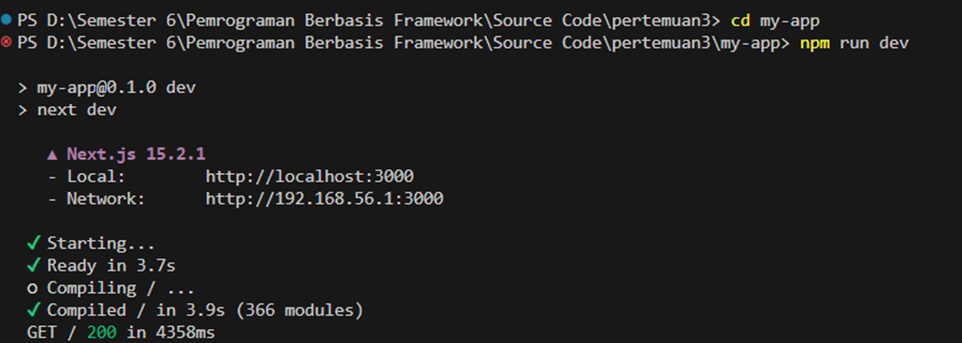 PS D:\Semester 6\Pemrograman Berbasis Framework\Source Code\pertemuan3> cd my-app
PS D:\Semester 6\Pemrograman Berbasis Framework\Source Code\pertemuan3\my-app> npm run dev
> my-app@0.1.0 dev
> next dev
▲ Next.js 15.2.1
- Local: http://localhost:3000
- Network: http://192.168.56.1:3000
✓ Starting...
✓ Ready in 3.7s
○ Compiling / ...
✓ Compiled / in 3.9s (366 modules)
GET / 200 in 4358ms